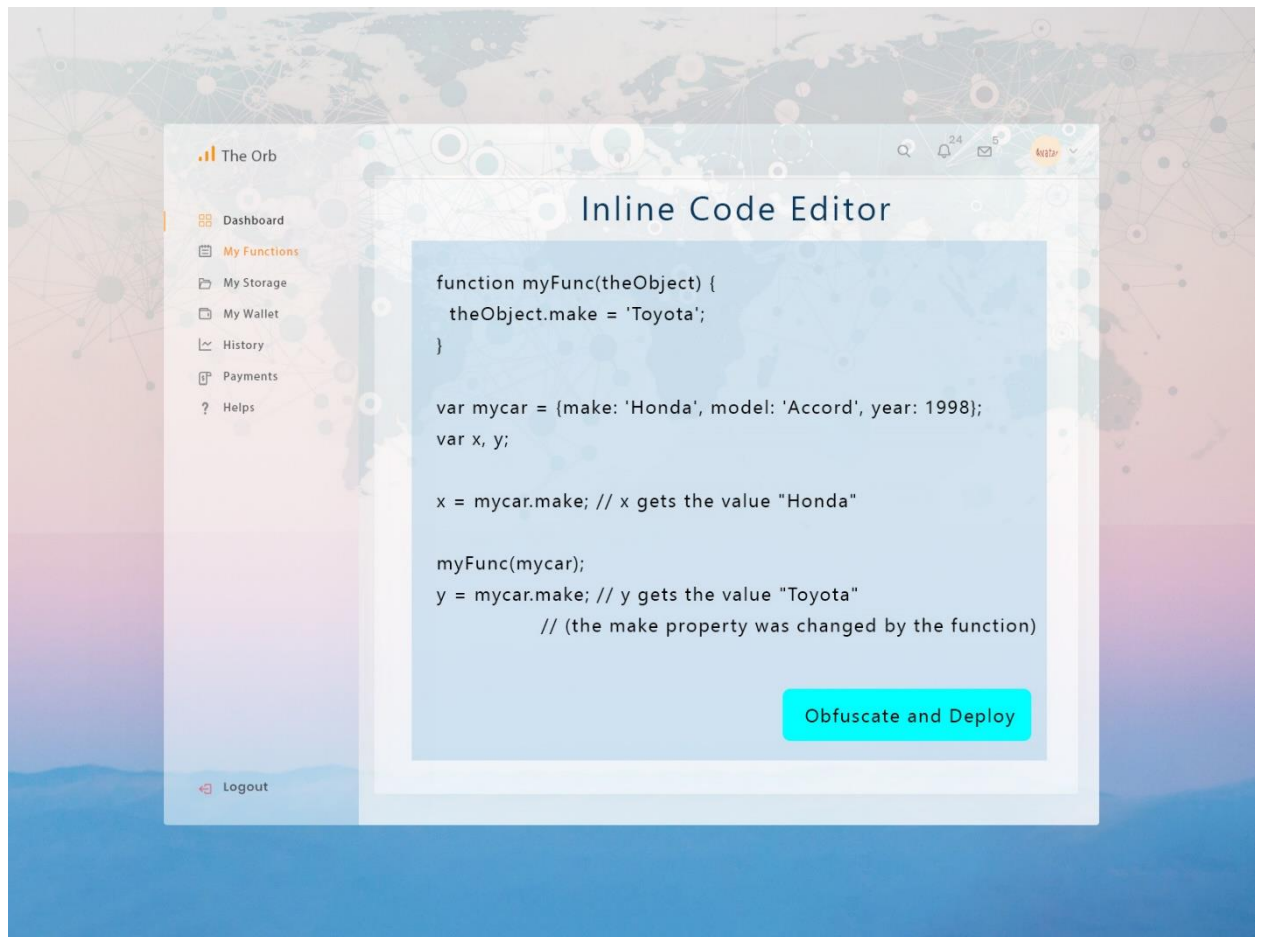 The Orb
24
5
Avatar
Dashboard
My Functions
My Storage
My Wallet
History
Payments
? Helps
Logout
Inline Code Editor
function myFunc(theObject) {
  theObject.make = 'Toyota';
}
var mycar = {make: 'Honda', model: 'Accord', year: 1998};
var x, y;
x = mycar.make; // x gets the value "Honda"
myFunc(mycar);
y = mycar.make; // y gets the value "Toyota"
// (the make property was changed by the function)
Obfuscate and Deploy